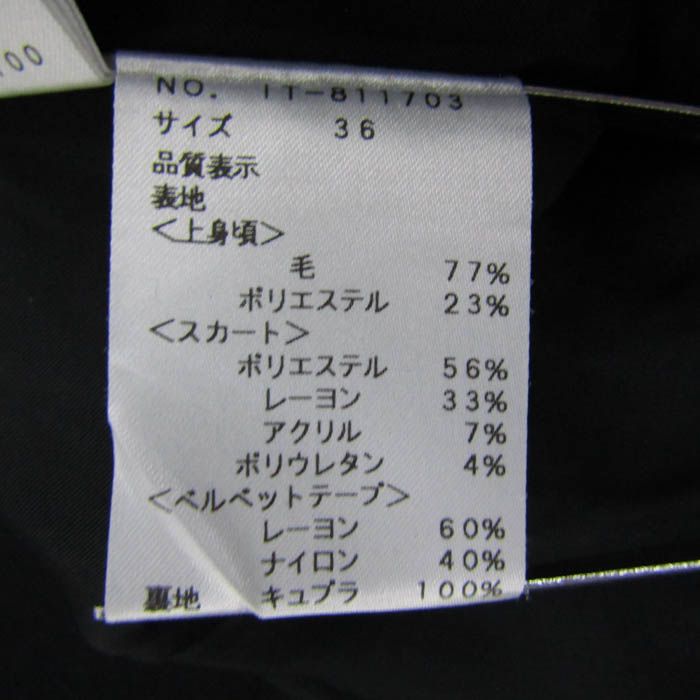 00
NO. IT-811703
サイズ 36
品質表示
表地
<上身頃>
毛 77%
ポリエステル 23%
<スカート>
ポリエステル 56%
レーヨン 33%
アクリル 7%
ポリウレタン 4%
<ベルベットテープ>
レーヨン 60%
ナイロン 40%
裏地 キュプラ 100%